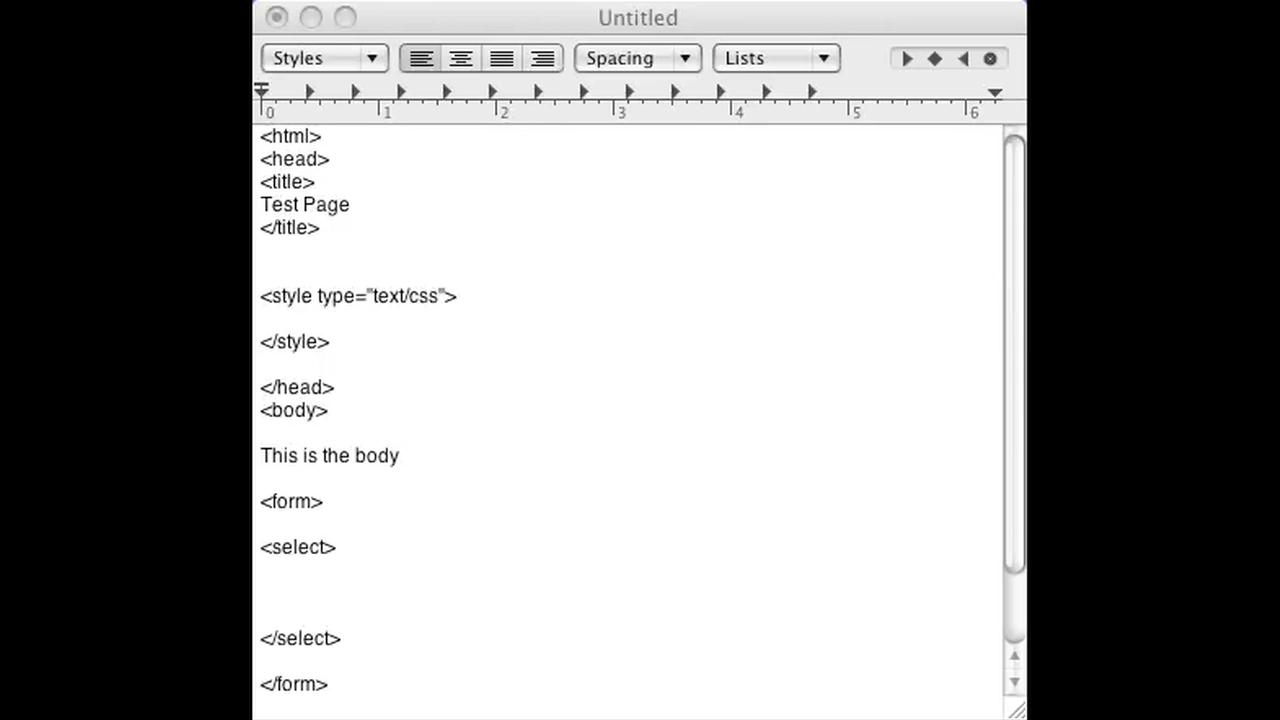 Untitled
Styles Spacing Lists
0 1 2 3 4 5 6
<html>
<head>
<title>
Test Page
</title>
<style type="text/css">
</style>
</head>
<body>
This is the body
<form>
<select>
</select>
</form>